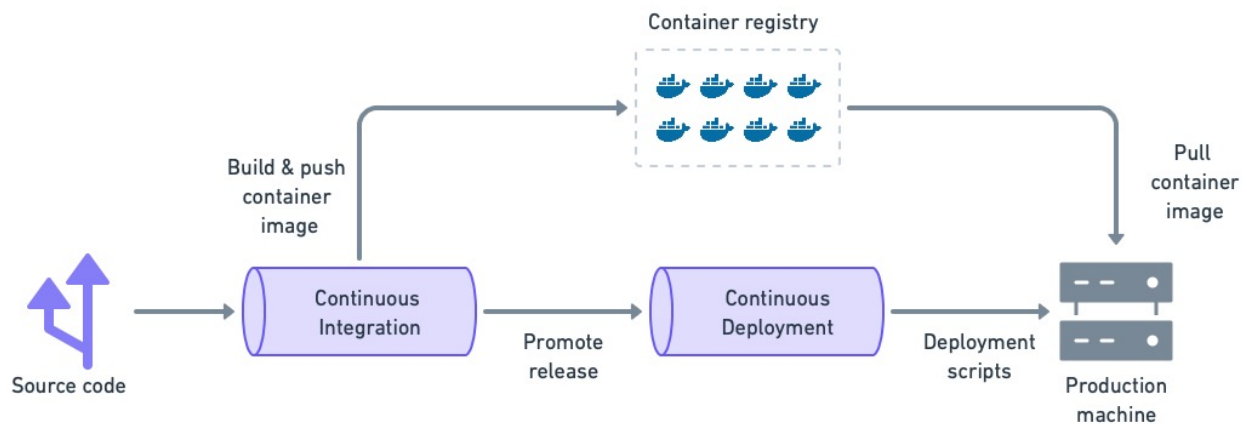 Container registry
Build & push
container
image
Pull
container
image
Continuous
Integration
Continuous
Deployment
Promote
release
Deployment
scripts
Source code
Production
machine